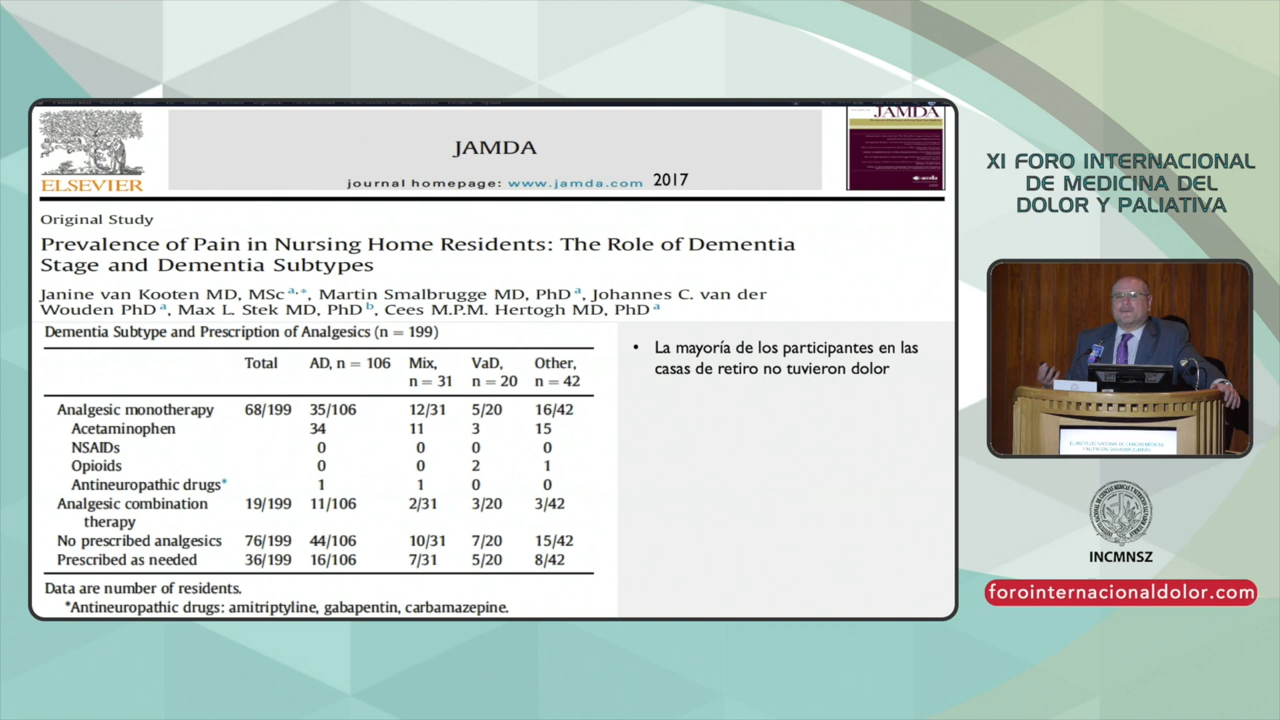 ELSEVIER
JAMDA
journal homepage: www.jamda.com 2017
JAMDA
Original Study
Prevalence of Pain in Nursing Home Residents: The Role of Dementia
Stage and Dementia Subtypes
Janine van Kooten MD, MSc a,*, Martin Smalbrugge MD, PhD a, Johannes C. van der
Wouden PhD a, Max L. Stek MD, PhD b, Cees M.P.M. Hertogh MD, PhD a
Dementia Subtype and Prescription of Analgesics (n = 199)
Total AD, n = 106 Mix, n = 31 VaD, n = 20 Other, n = 42
Analgesic monotherapy 68/199 35/106 12/31 5/20 16/42
Acetaminophen 34 11 3 15
NSAIDs 0 0 0 0
Opioids 0 0 2 1
Antineuropathic drugs* 1 1 0 0
Analgesic combination therapy 19/199 11/106 2/31 3/20 3/42
No prescribed analgesics 76/199 44/106 10/31 7/20 15/42
Prescribed as needed 36/199 16/106 7/31 5/20 8/42
Data are number of residents.
*Antineuropathic drugs: amitriptyline, gabapentin, carbamazepine.
• La mayoría de los participantes en las
casas de retiro no tuvieron dolor
XI FORO INTERNACIONAL
DE MEDICINA DEL
DOLOR Y PALIATIVA
INCMNSZ
forointernacionaldolor.com